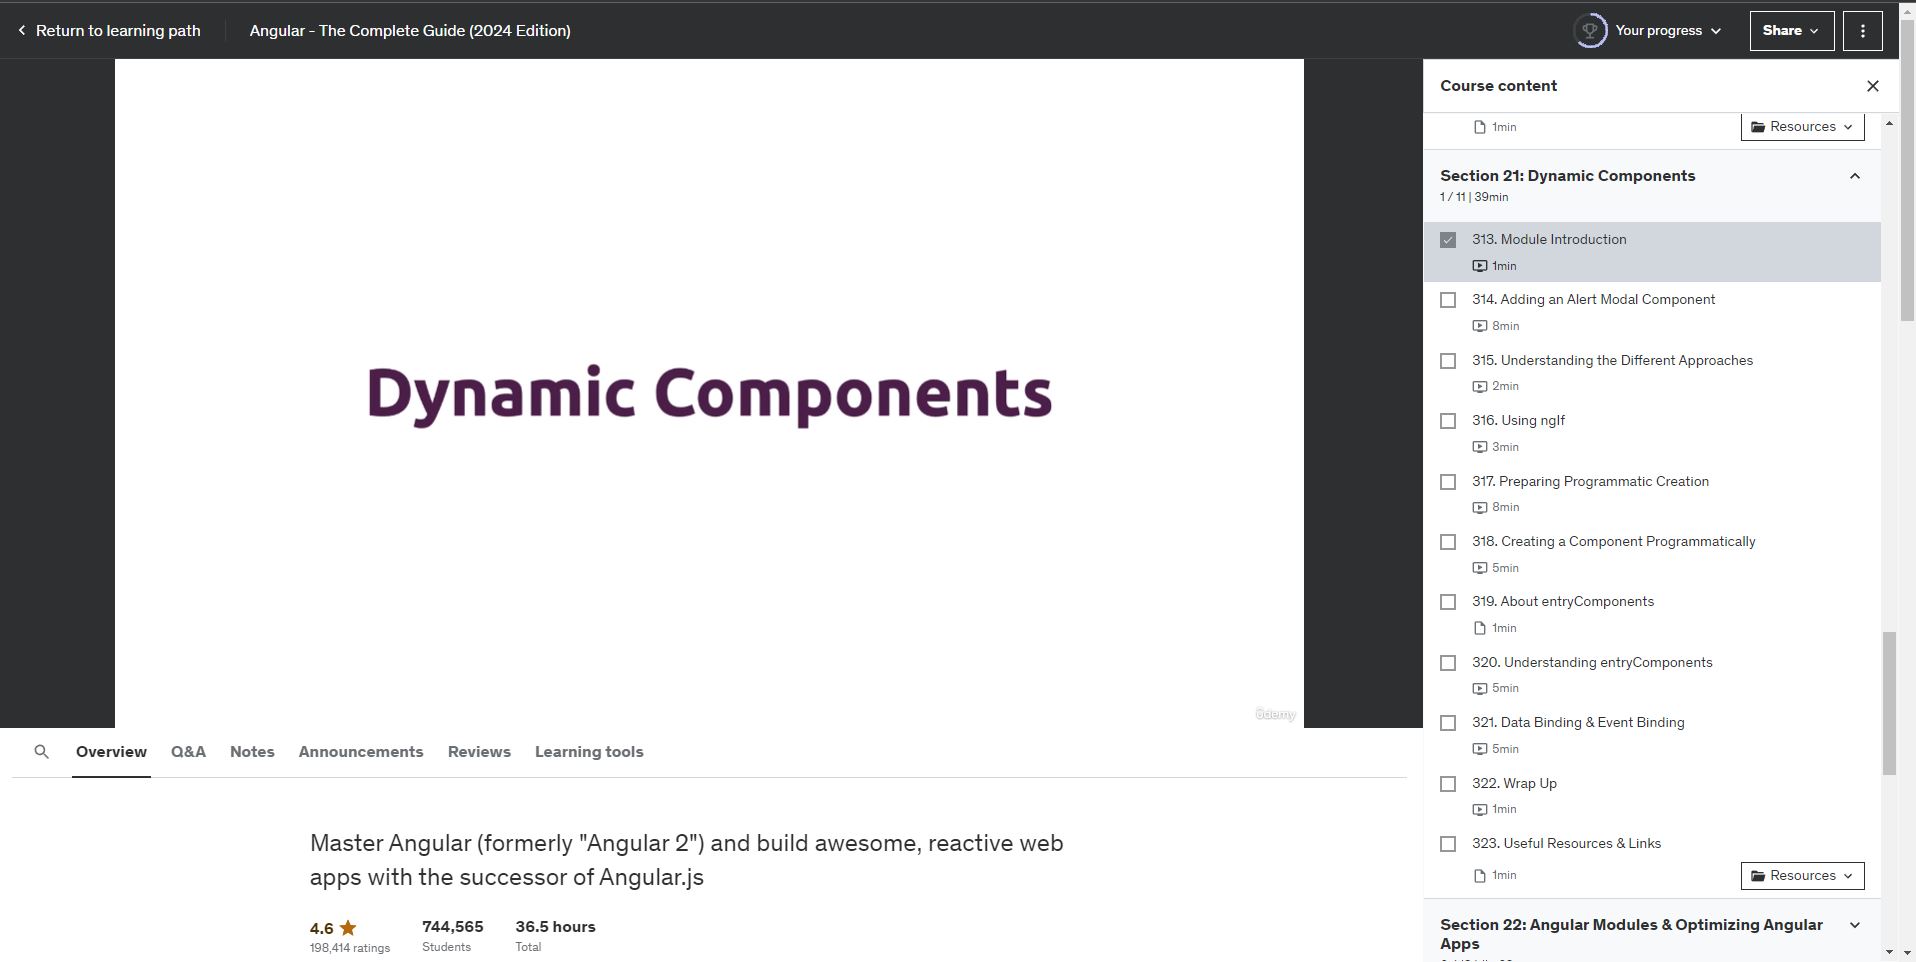 Return to learning path
Angular - The Complete Guide (2024 Edition)
Your progress
Share
Dynamic Components
ûdemy
Course content
1min
Resources
Section 21: Dynamic Components
1 / 11 | 39min
313. Module Introduction
1min
314. Adding an Alert Modal Component
8min
315. Understanding the Different Approaches
2min
316. Using ngIf
3min
317. Preparing Programmatic Creation
8min
318. Creating a Component Programmatically
5min
319. About entryComponents
1min
320. Understanding entryComponents
5min
321. Data Binding & Event Binding
5min
322. Wrap Up
1min
323. Useful Resources & Links
1min
Resources
Section 22: Angular Modules & Optimizing Angular
Apps
Overview
Q&A
Notes
Announcements
Reviews
Learning tools
Master Angular (formerly "Angular 2") and build awesome, reactive web
apps with the successor of Angular.js
4.6
198,414 ratings
744,565
Students
36.5 hours
Total